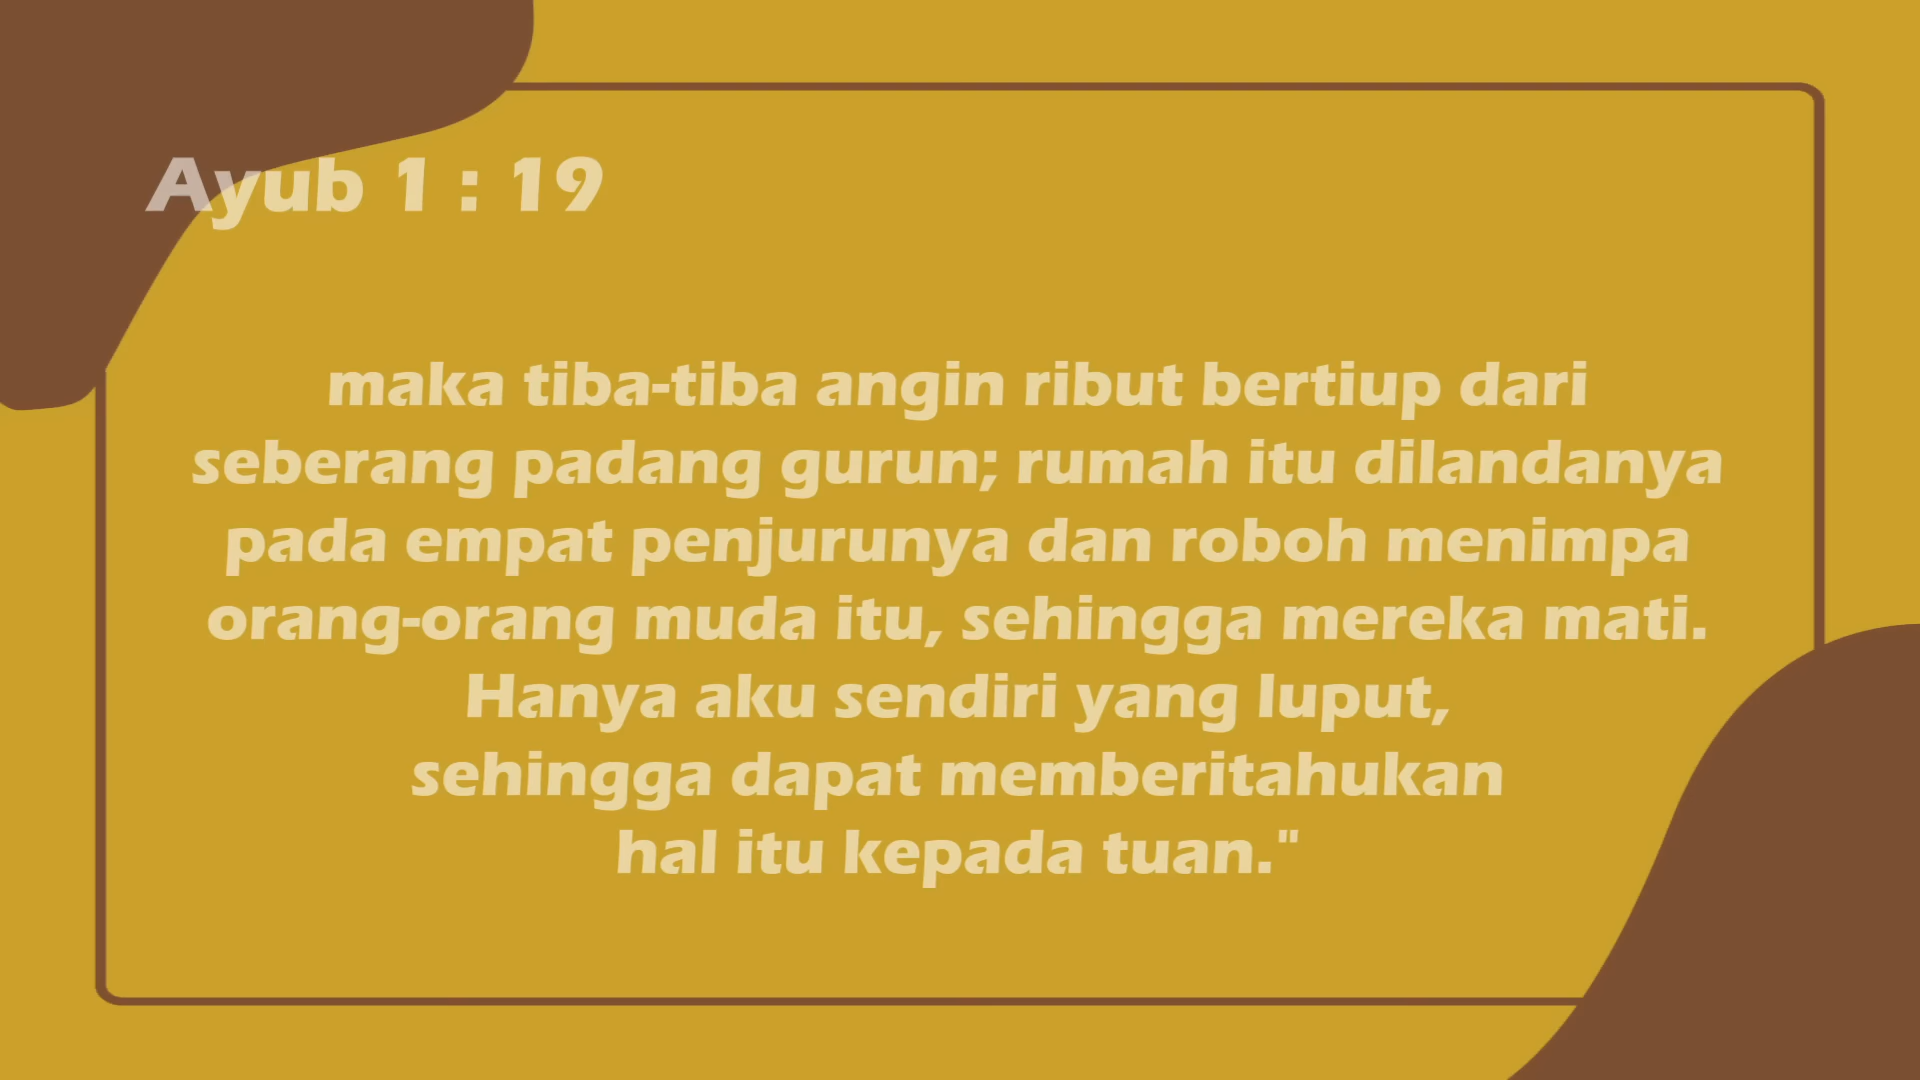 Ayub 1 : 19
maka tiba-tiba angin ribut bertiup dari
seberang padang gurun; rumah itu dilandanya
pada empat penjurunya dan roboh menimpa
orang-orang muda itu, sehingga mereka mati.
Hanya aku sendiri yang luput,
sehingga dapat memberitahukan
hal itu kepada tuan."